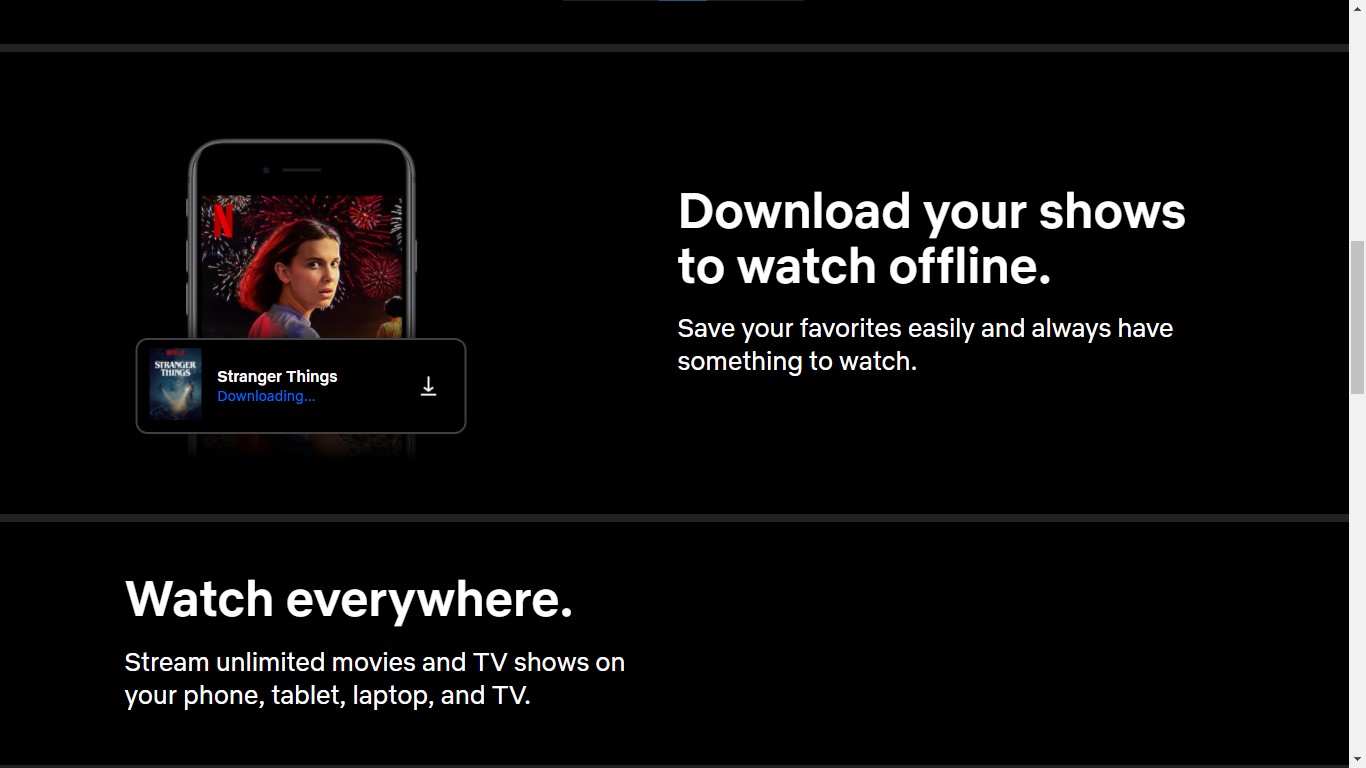 N
Download your shows
to watch offline.
Save your favorites easily and always have
something to watch.
NETFLIX
STRANGER
THINGS
Stranger Things
Downloading...
Watch everywhere.
Stream unlimited movies and TV shows on
your phone, tablet, laptop, and TV.